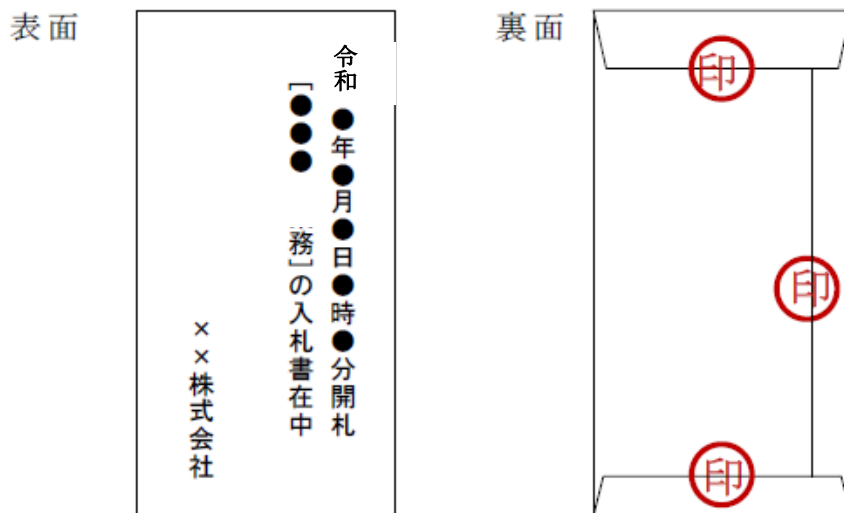 表面
令和 ●年●月●日●時●分開札
[●●● 務]の入札書在中
××株式会社
裏面
印
印
印